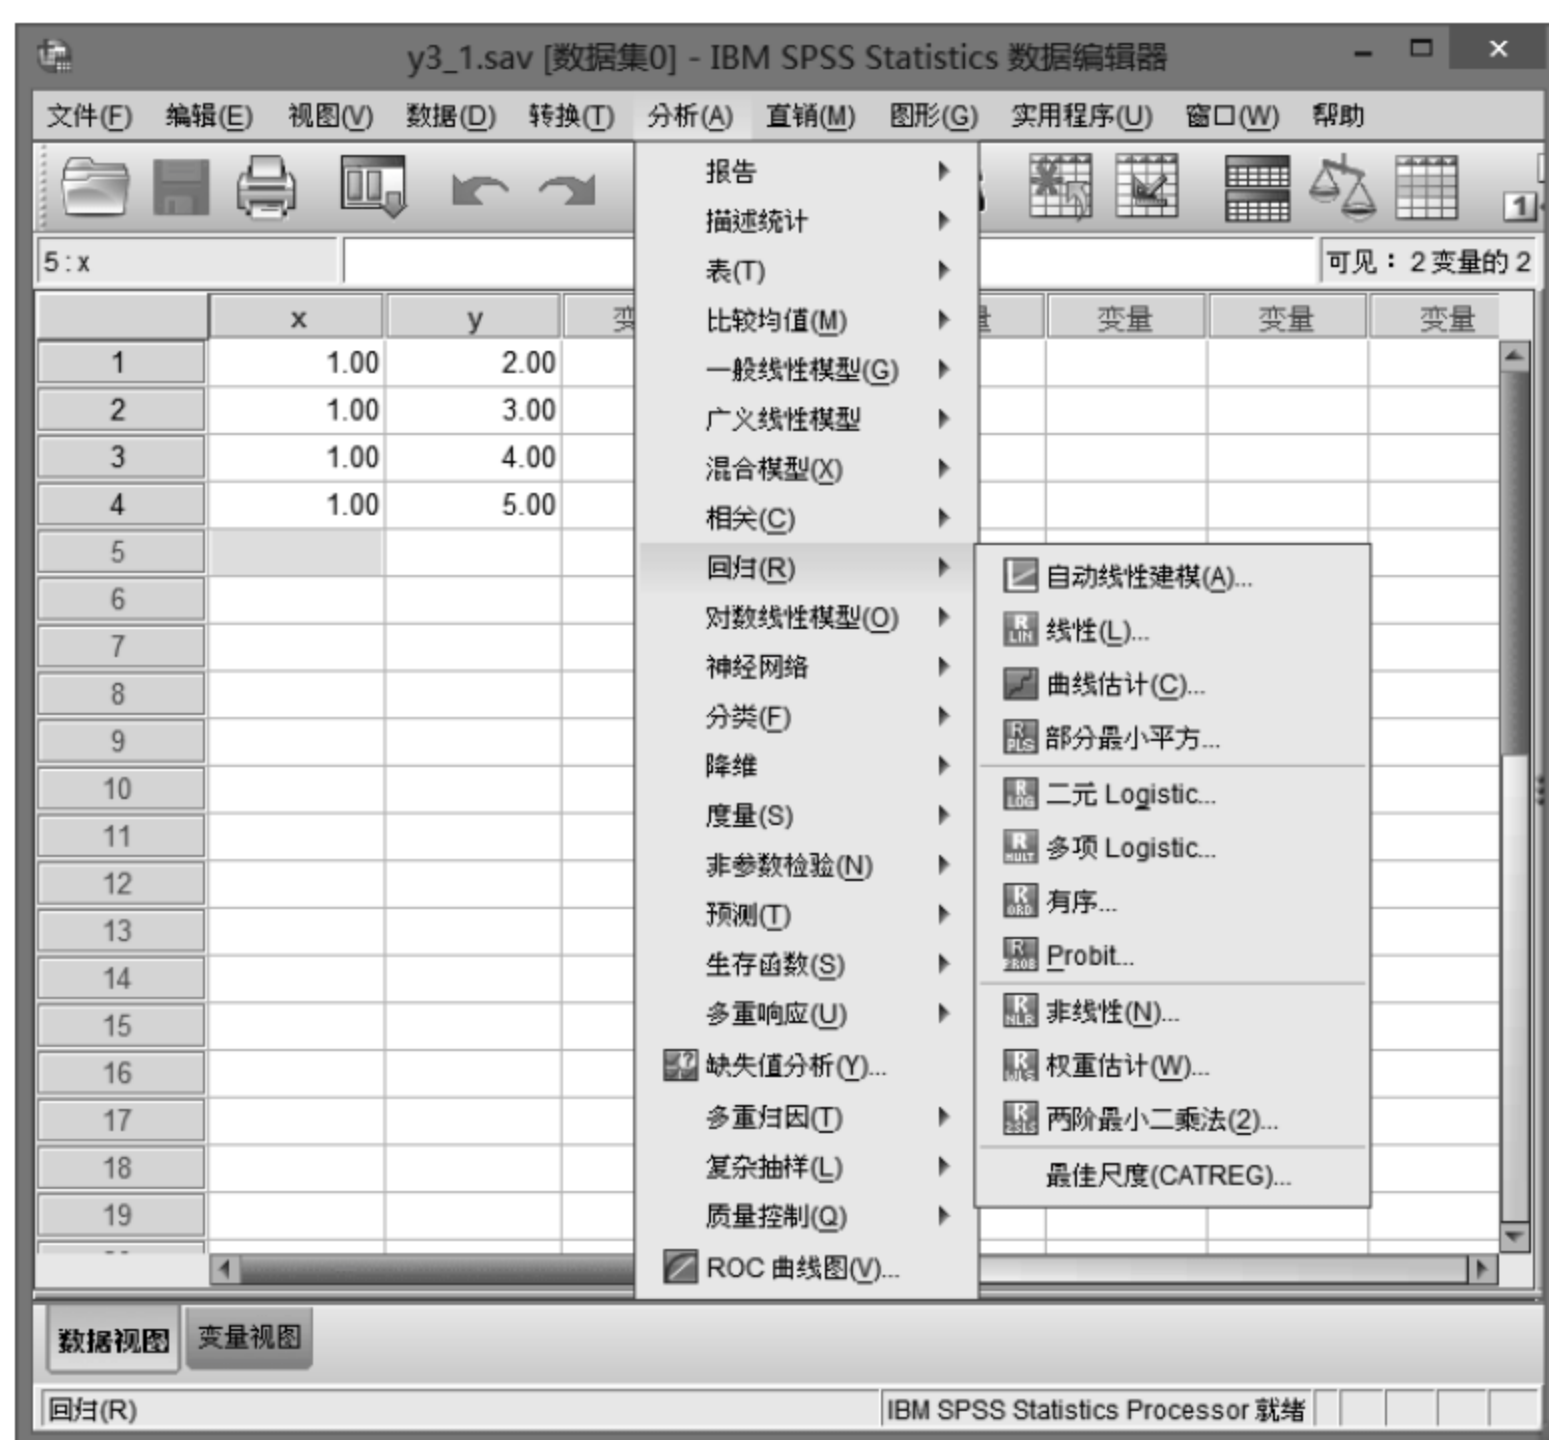 y3_1.sav [数据集0] - IBM SPSS Statistics 数据编辑器
文件(F) 编辑(E) 视图(V) 数据(D) 转换(T) 分析(A) 直销(M) 图形(G) 实用程序(U) 窗口(W) 帮助
1
5 : x
可见： 2 变量的 2
x y 变量 变量 变量
1 1.00 2.00
2 1.00 3.00
3 1.00 4.00
4 1.00 5.00
5
6
7
8
9
10
11
12
13
14
15
16
17
18
19
报告
描述统计
表(T)
比较均值(M)
一般线性模型(G)
广义线性模型
混合模型(X)
相关(C)
回归(R)
对数线性模型(O)
神经网络
分类(F)
降维
度量(S)
非参数检验(N)
预测(T)
生存函数(S)
多重响应(U)
缺失值分析(Y)...
多重归因(T)
复杂抽样(L)
质量控制(Q)
ROC 曲线图(V)...
自动线性建模(A)...
R LIN 线性(L)...
曲线估计(C)...
R PLS 部分最小平方...
R LOG 二元 Logistic...
R MULT 多项 Logistic...
R ORD 有序...
R PROB Probit...
R NLR 非线性(N)...
R WLS 权重估计(W)...
R 2SLS 两阶最小二乘法(2)...
最佳尺度(CATREG)...
数据视图 变量视图
回归(R)
IBM SPSS Statistics Processor 就绪